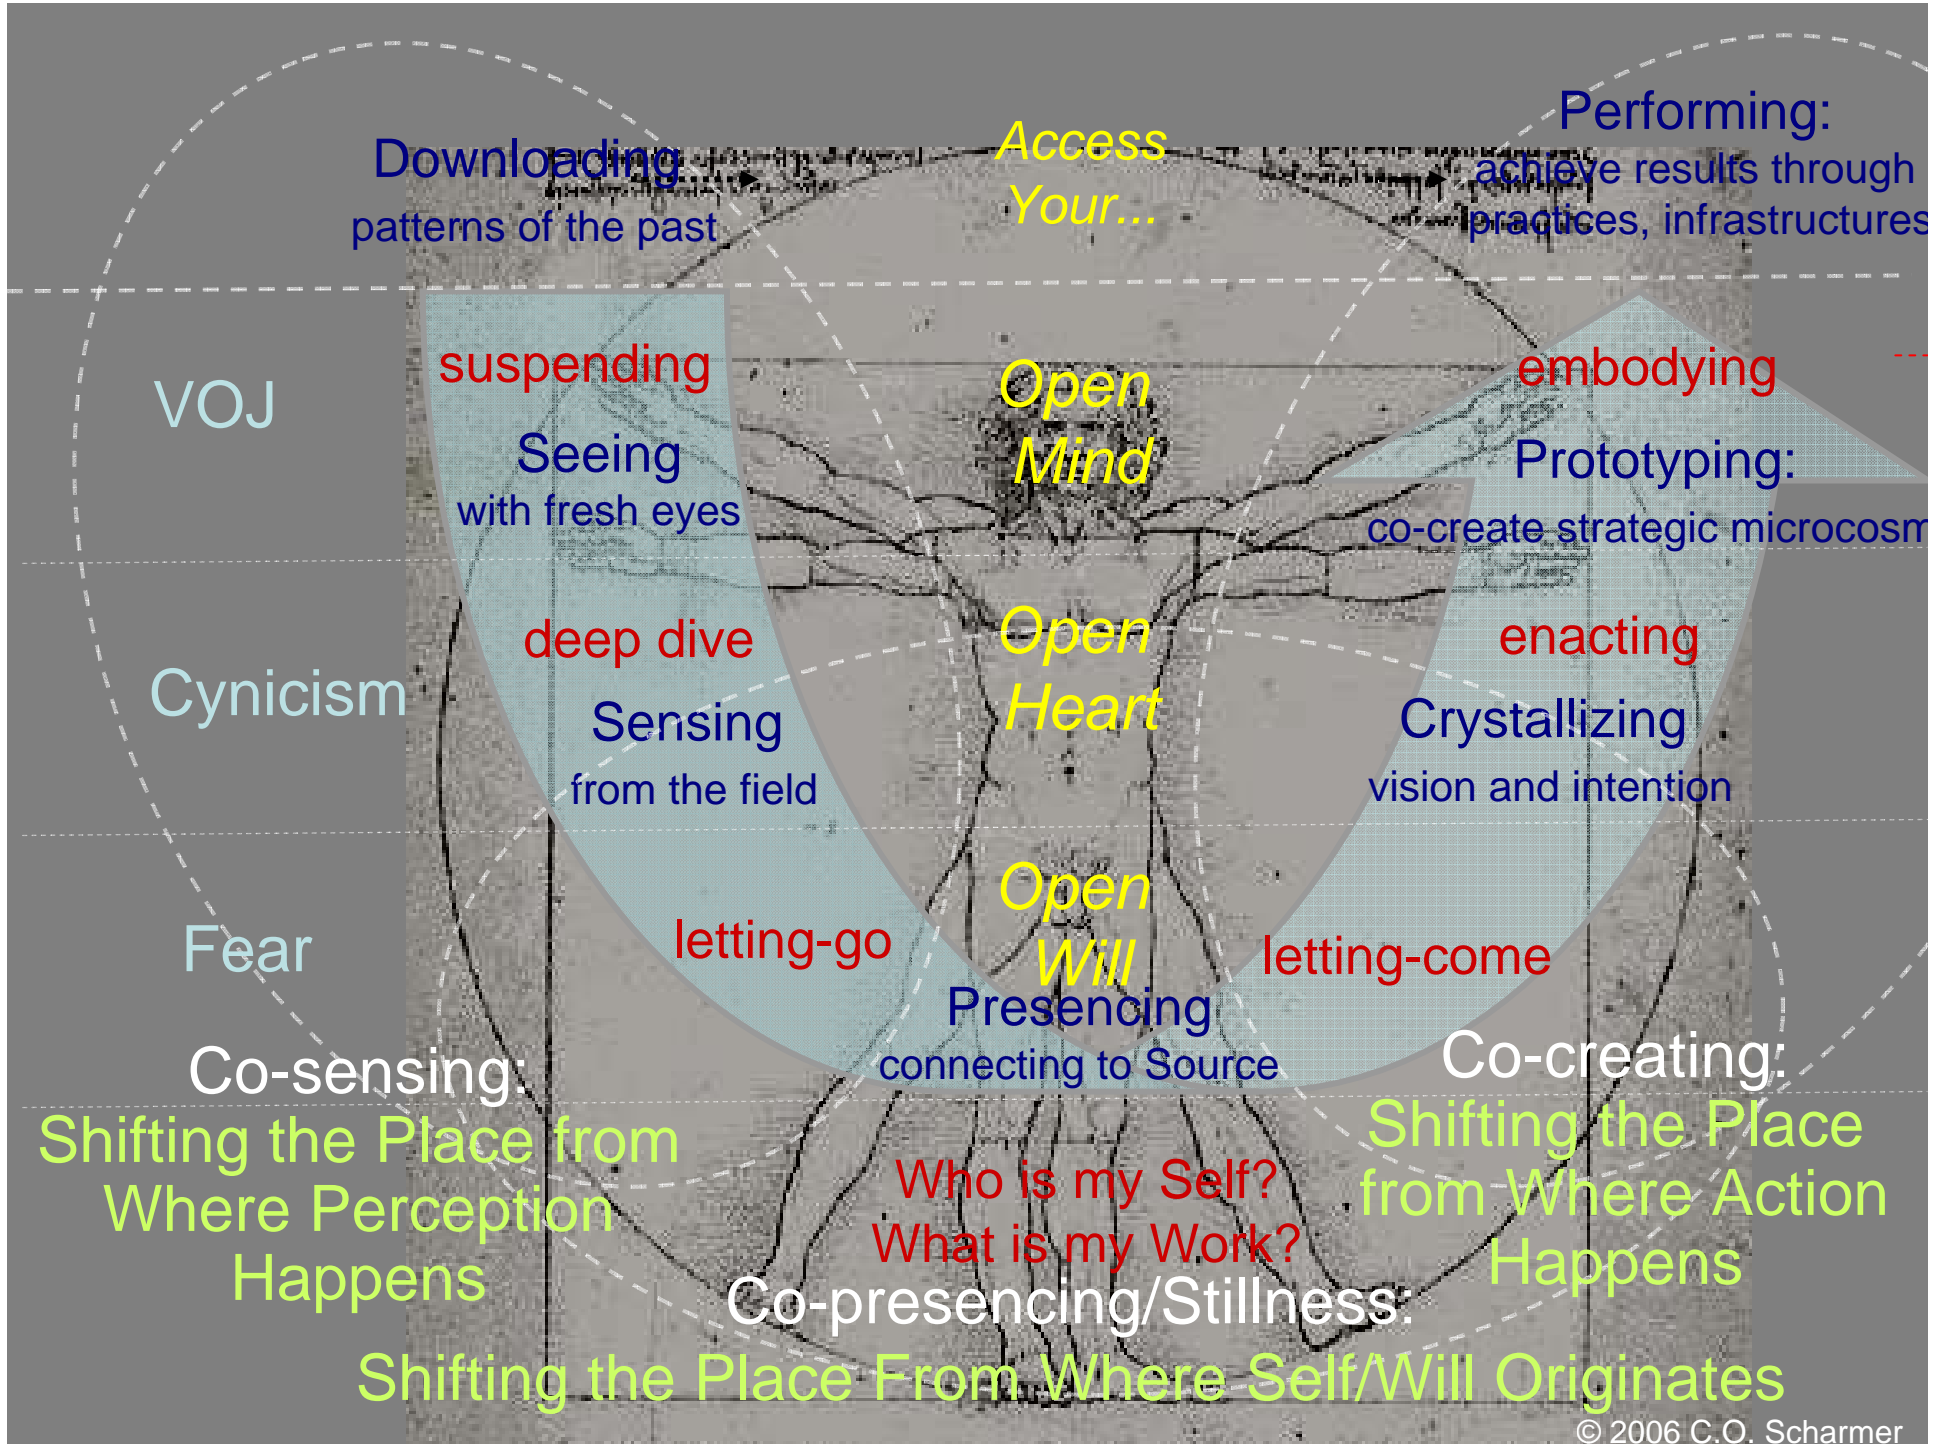 Downloading
patterns of the past
Access
Your...
Performing:
achieve results through
practices, infrastructures
VOJ
suspending
Seeing
with fresh eyes
Open
Mind
embodying
Prototyping:
co-create strategic microcosm
Cynicism
deep dive
Sensing
from the field
Open
Heart
enacting
Crystallizing
vision and intention
Fear
letting-go
Open
Will
letting-come
Presencing
connecting to Source
Co-sensing:
Shifting the Place from
Where Perception
Happens
Who is my Self?
What is my Work?
Co-presencing/Stillness:
Shifting the Place From Where Self/Will Originates
Co-creating:
Shifting the Place
from Where Action
Happens
© 2006 C.O. Scharmer